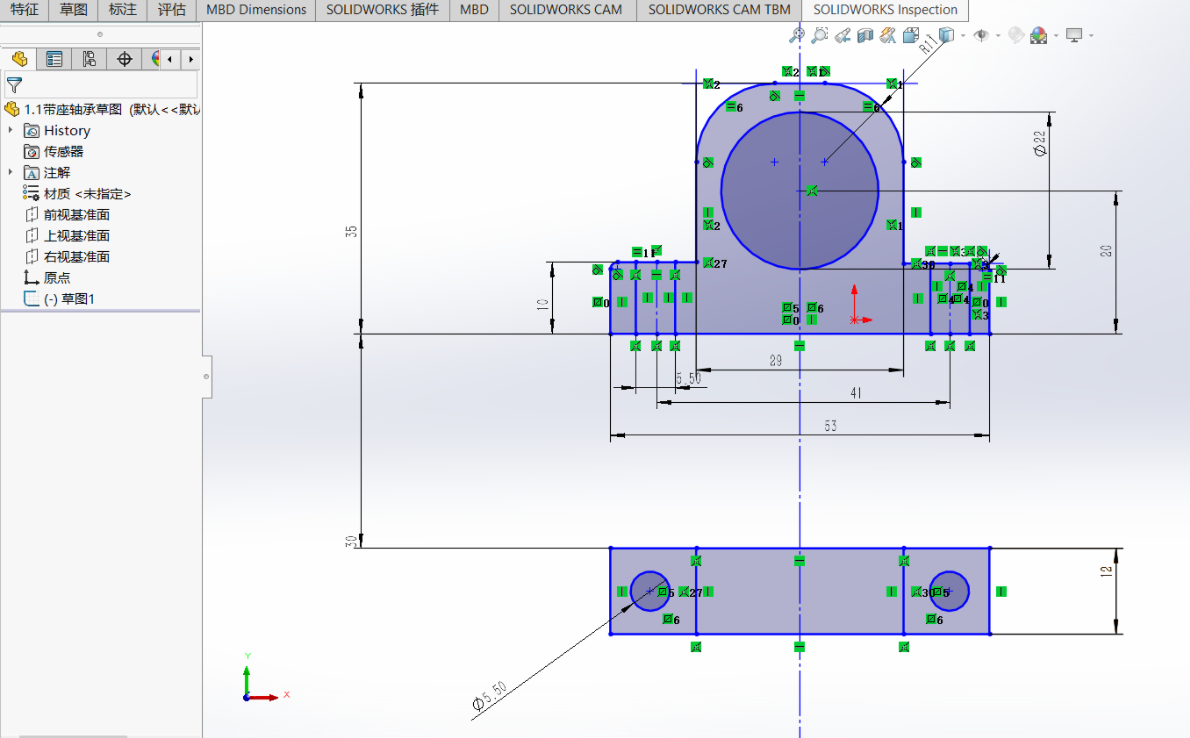 特征 草图 标注 评估 MBD Dimensions SOLIDWORKS 插件 MBD SOLIDWORKS CAM SOLIDWORKS CAM TBM SOLIDWORKS Inspection
1.1带座轴承草图 (默认<<默认
History
传感器
注解
材质 <未指定>
前视基准面
上视基准面
右视基准面
原点
(-) 草图1
R11
∅22
35
20
10
29
5.50
41
53
30
12
∅5.50
Y
X